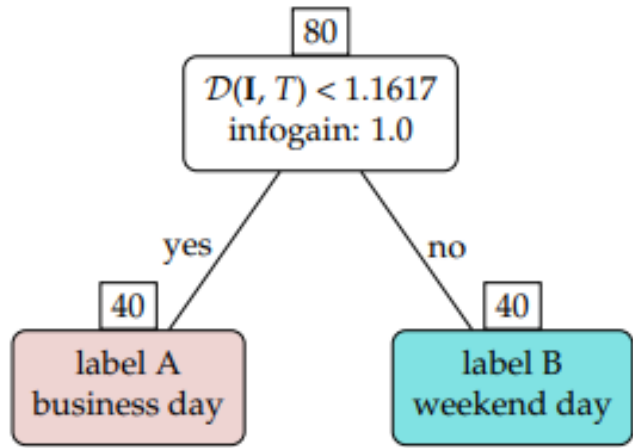 80
𝒟(𝐈, T) < 1.1617
infogain: 1.0
yes
no
40
label A
business day
40
label B
weekend day